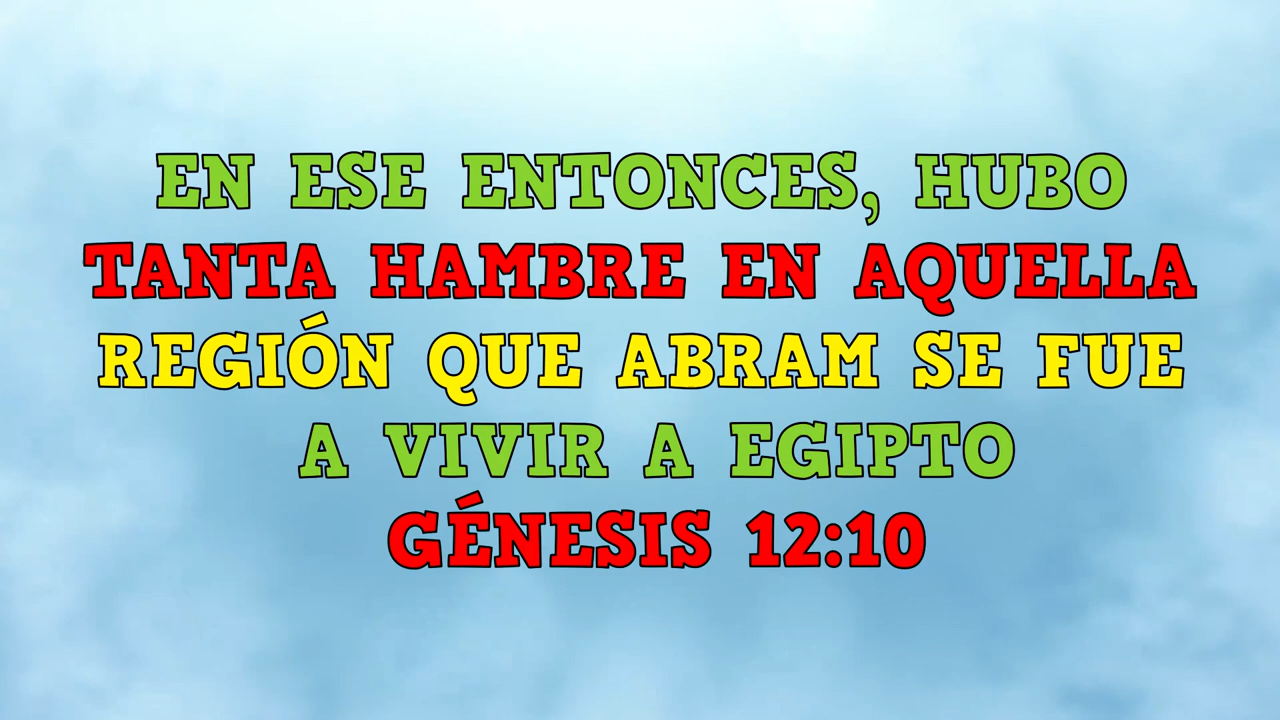 EN ESE ENTONCES, HUBO
TANTA HAMBRE EN AQUELLA
REGIÓN QUE ABRAM SE FUE
A VIVIR A EGIPTO
GÉNESIS 12:10